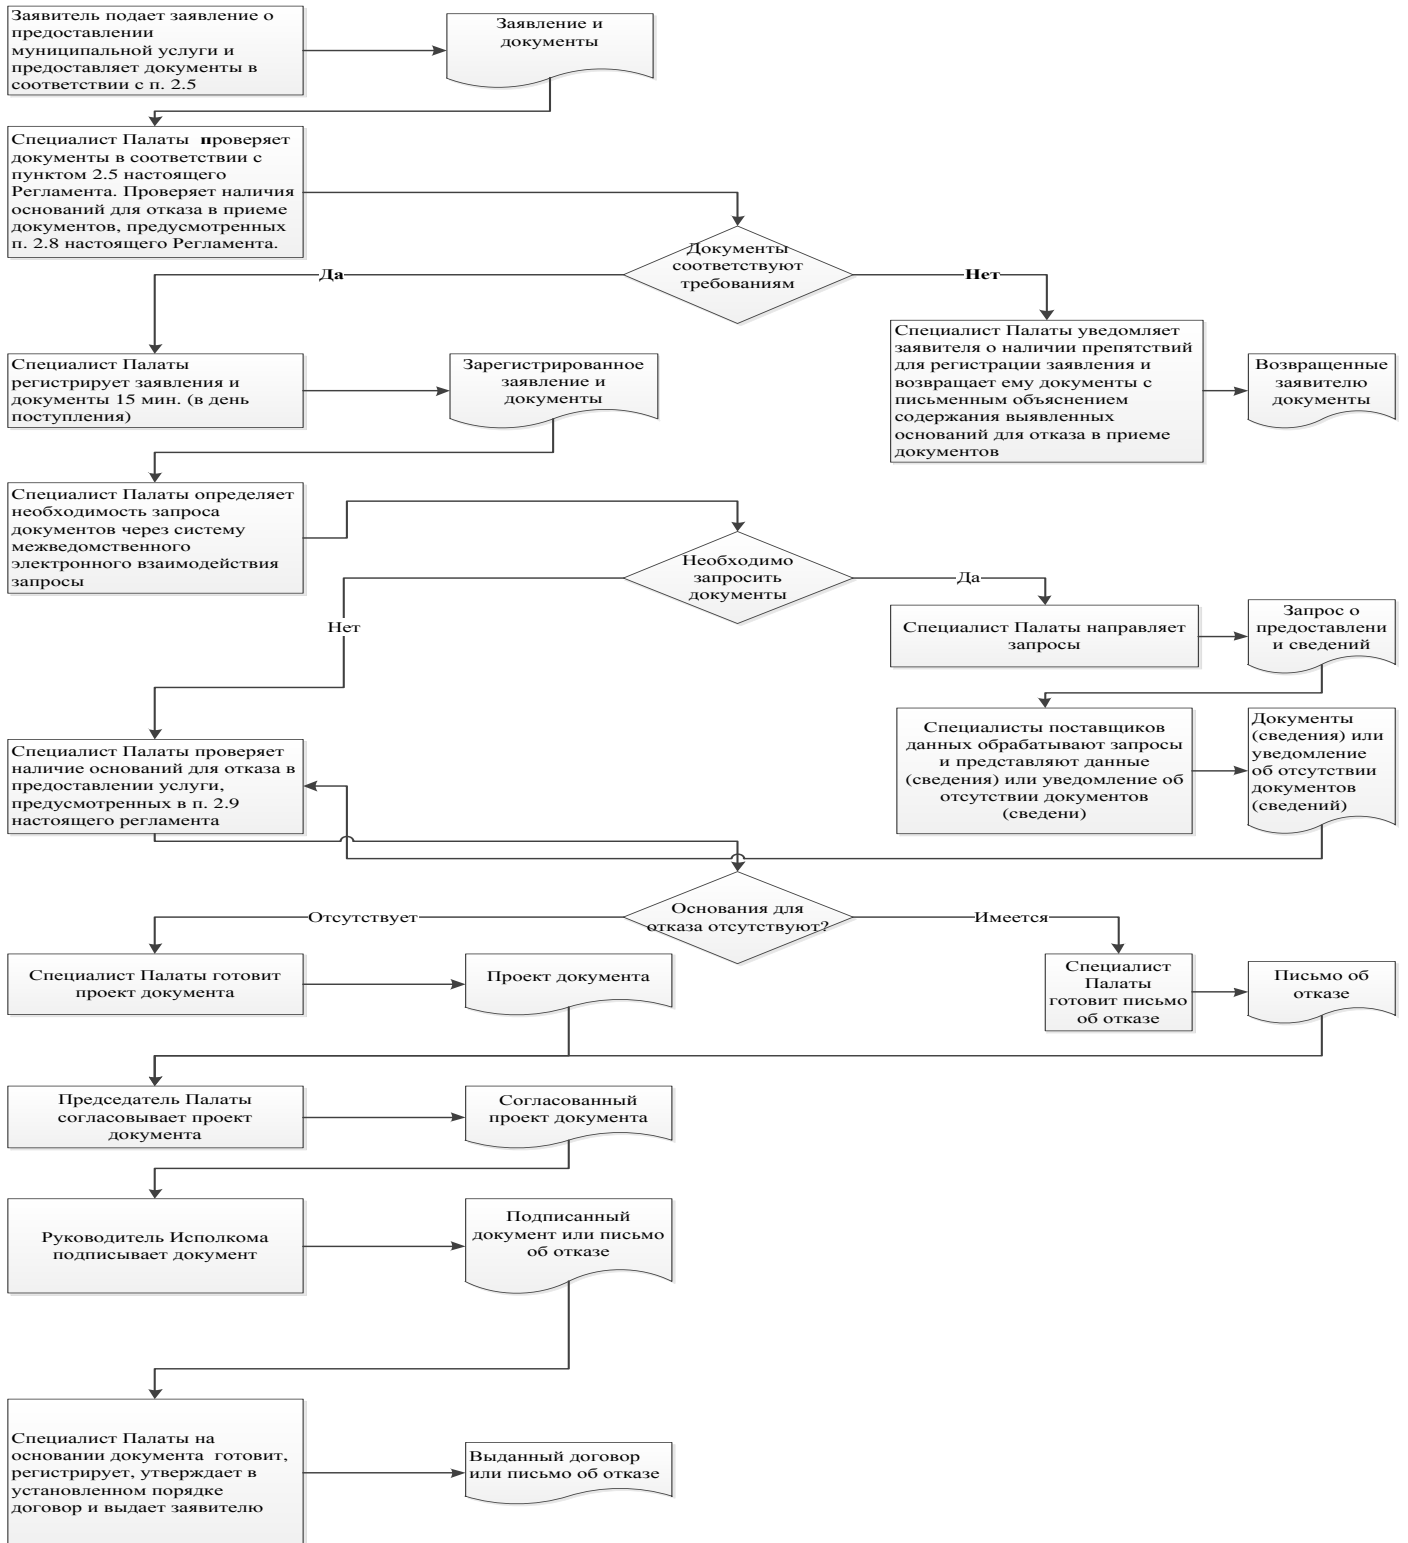 Заявитель подает заявление о
предоставлении
муниципальной услуги и
предоставляет документы в
соответствии с п. 2.5
Заявление и
документы
Специалист Палаты проверяет
документы в соответствии с
пунктом 2.5 настоящего
Регламента. Проверяет наличия
оснований для отказа в приеме
документов, предусмотренных
п. 2.8 настоящего Регламента.
Документы
соответствуют
требованиям
Да
Нет
Специалист Палаты
регистрирует заявления и
документы 15 мин. (в день
поступления)
Зарегистрированное
заявление и
документы
Специалист Палаты уведомляет
заявителя о наличии препятствий
для регистрации заявления и
возвращает ему документы с
письменным объяснением
содержания выявленных
оснований для отказа в приеме
документов
Возвращенные
заявителю
документы
Специалист Палаты определяет
необходимость запроса
документов через систему
межведомственного
электронного взаимодействия
запросы
Необходимо
запросить
документы
Да
Нет
Специалист Палаты направляет
запросы
Запрос о
предоставлени
и сведений
Специалист Палаты проверяет
наличие оснований для отказа в
предоставлении услуги,
предусмотренных в п. 2.9
настоящего регламента
Специалисты поставщиков
данных обрабатывают запросы
и представляют данные
(сведения) или уведомление об
отсутствии документов
(сведени)
Документы
(сведения) или
уведомление
об отсутствии
документов
(сведений)
Основания для
отказа отсутствуют?
Отсутствует
Имеется
Специалист Палаты готовит
проект документа
Проект документа
Специалист
Палаты
готовит письмо
об отказе
Письмо об
отказе
Председатель Палаты
согласовывает проект
документа
Согласованный
проект документа
Руководитель Исполкома
подписывает документ
Подписанный
документ или письмо
об отказе
Специалист Палаты на
основании документа готовит,
регистрирует, утверждает в
установленном порядке
договор и выдает заявителю
Выданный договор
или письмо об отказе